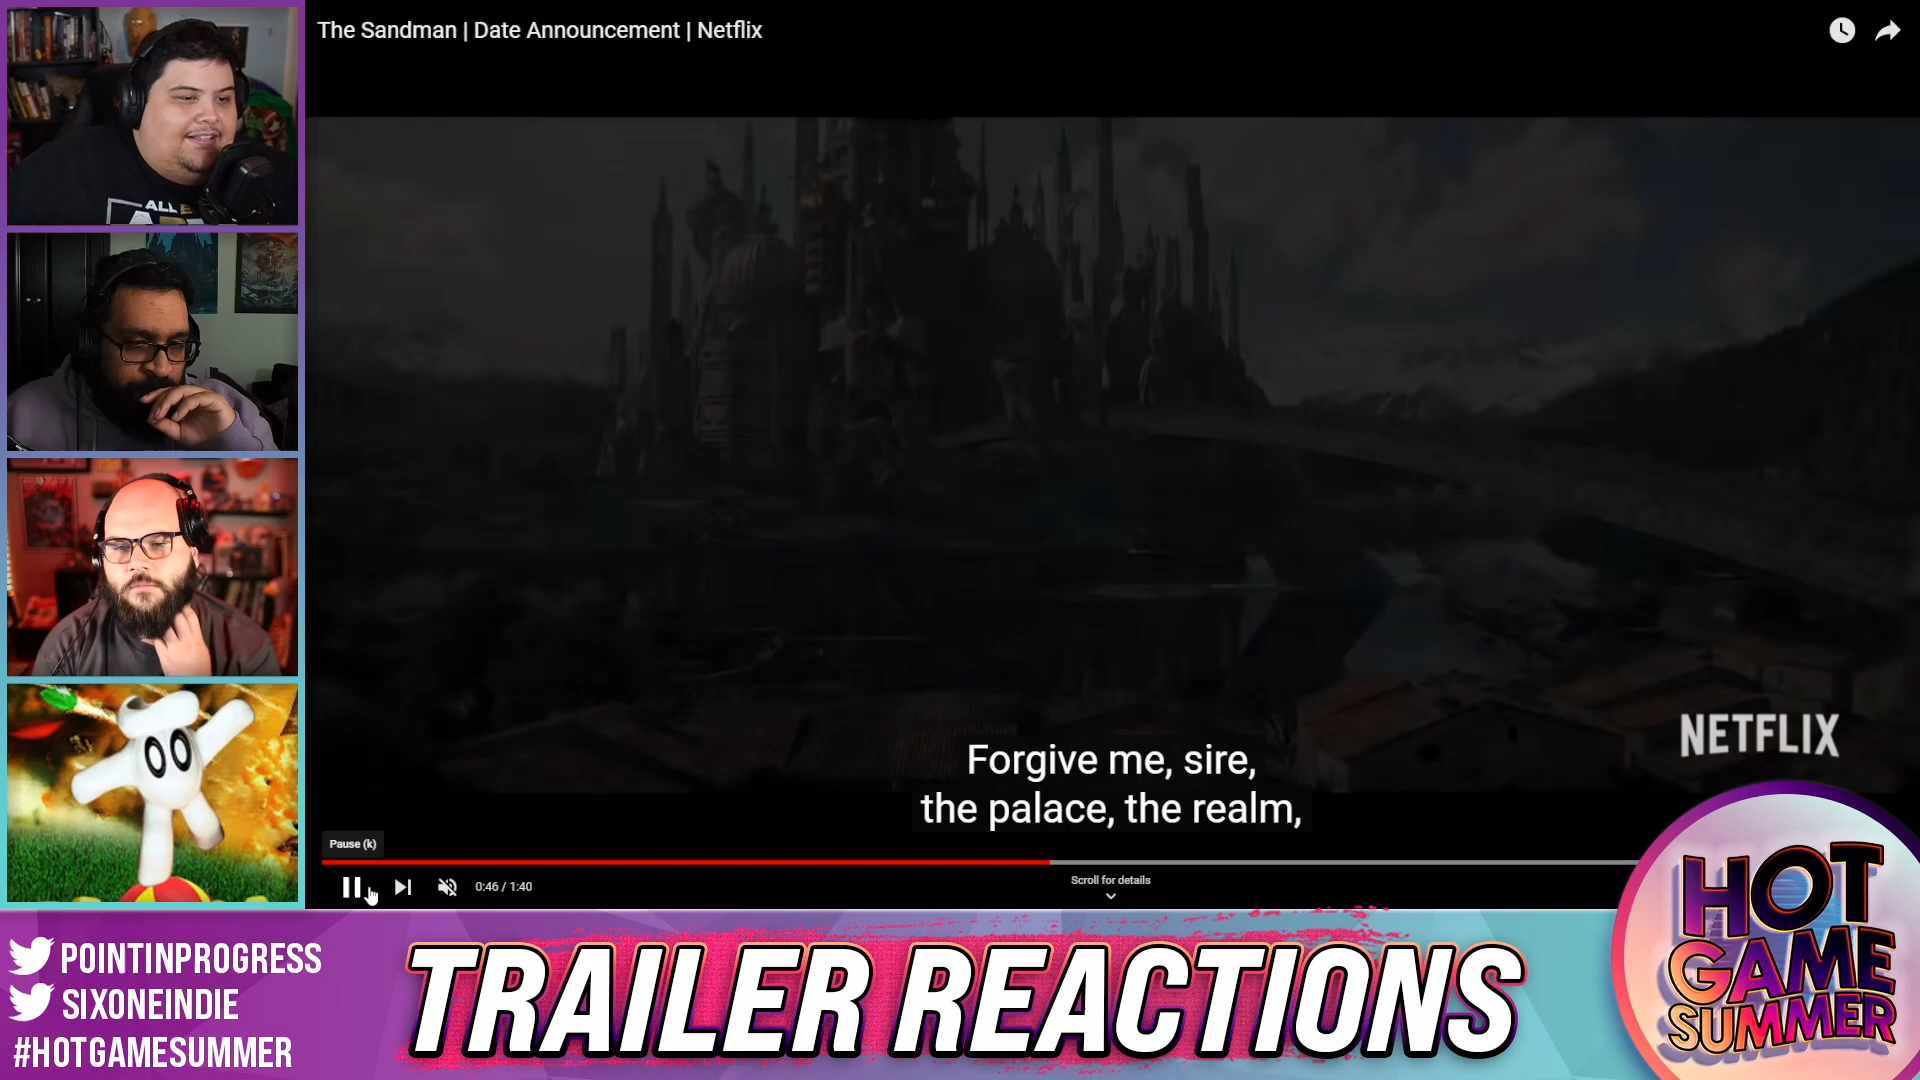 The Sandman | Date Announcement | Netflix
ALL E
NETFLIX
Forgive me, sire,
the palace, the realm,
Pause (k)
0:46 / 1:40
Scroll for details
POINTINPROGRESS
SIXONEINDIE
#HOTGAMESUMMER
TRAILER REACTIONS
HOT
GAME
SUMMER